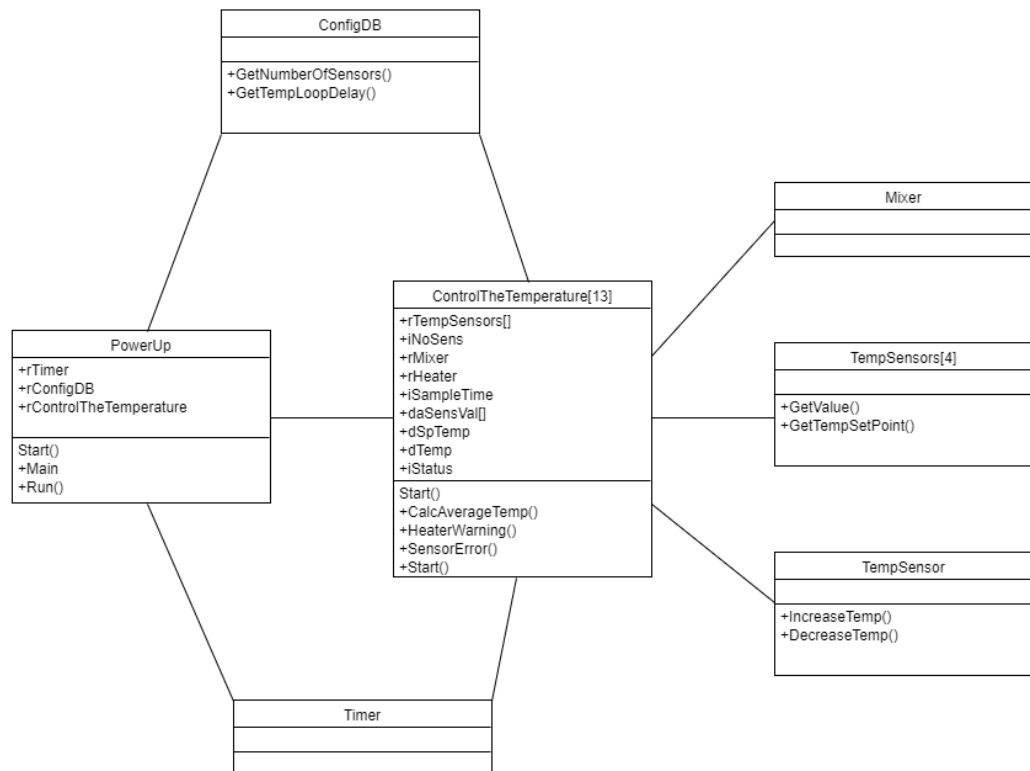 ConfigDB
+GetNumberOfSensors()
+GetTempLoopDelay()
Mixer
ControlTheTemperature[13]
+rTempSensors[]
+iNoSens
+rMixer
+rHeater
+iSampleTime
+daSensVal[]
+dSpTemp
+dTemp
+iStatus
Start()
+CalcAverageTemp()
+HeaterWarning()
+SensorError()
+Start()
PowerUp
+rTimer
+rConfigDB
+rControlTheTemperature
Start()
+Main
+Run()
TempSensors[4]
+GetValue()
+GetTempSetPoint()
TempSensor
+IncreaseTemp()
+DecreaseTemp()
Timer